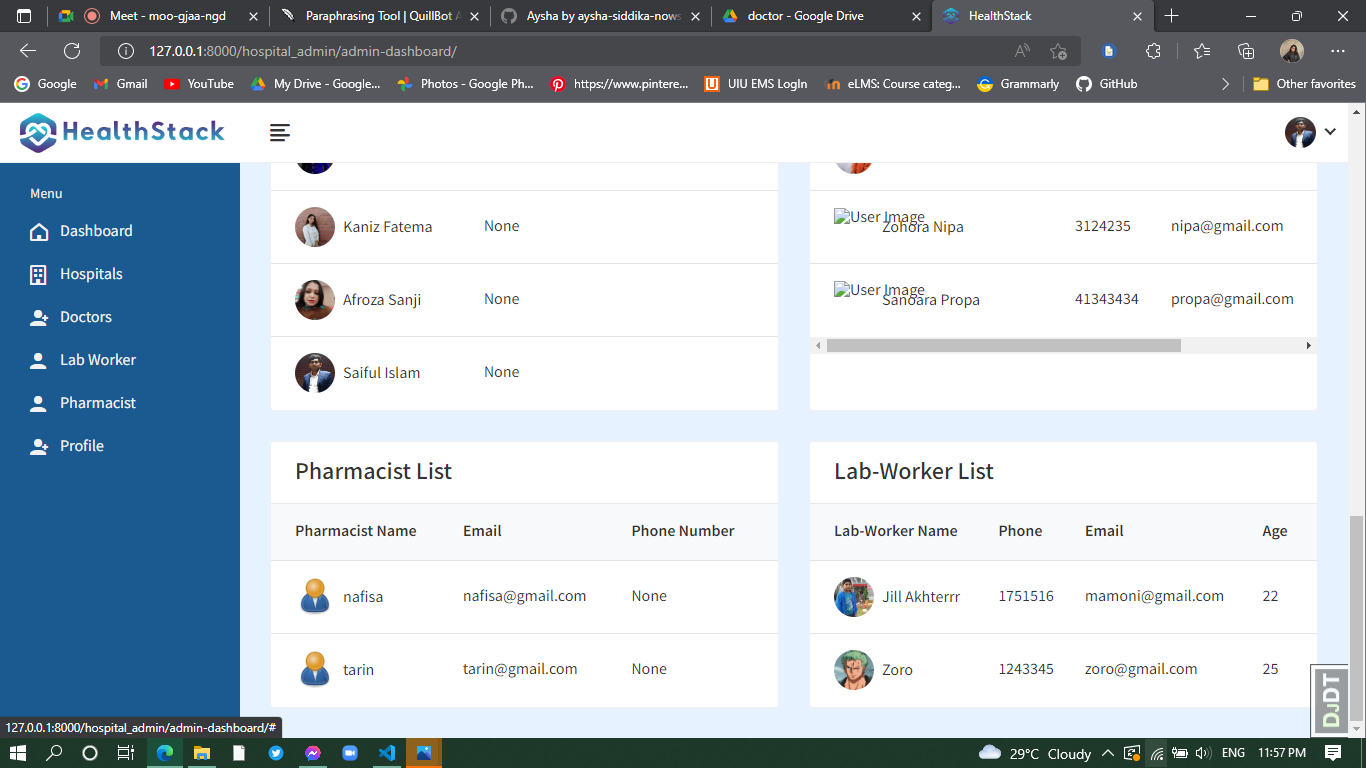 Meet - moo-gjaa-ngd
Paraphrasing Tool | QuillBot A
Aysha by aysha-siddika-nows
doctor - Google Drive
HealthStack
127.0.0.1:8000/hospital_admin/admin-dashboard/
Google
Gmail
YouTube
My Drive - Google...
Photos - Google Ph...
https://www.pintere...
UIU EMS LogIn
eLMS: Course categ...
Grammarly
GitHub
Other favorites
HealthStack
Menu
Dashboard
Hospitals
Doctors
Lab Worker
Pharmacist
Profile
Kaniz Fatema None
Afroza Sanji None
Saiful Islam None
User Image
Zohora Nipa 3124235 nipa@gmail.com
User Image
Sanoara Propa 41343434 propa@gmail.com
Pharmacist List
Pharmacist Name Email Phone Number
nafisa nafisa@gmail.com None
tarin tarin@gmail.com None
Lab-Worker List
Lab-Worker Name Phone Email Age
Jill Akhterrr 1751516 mamoni@gmail.com 22
Zoro 1243345 zoro@gmail.com 25
DJDT
127.0.0.1:8000/hospital_admin/admin-dashboard/#
29°C Cloudy
ENG
11:57 PM